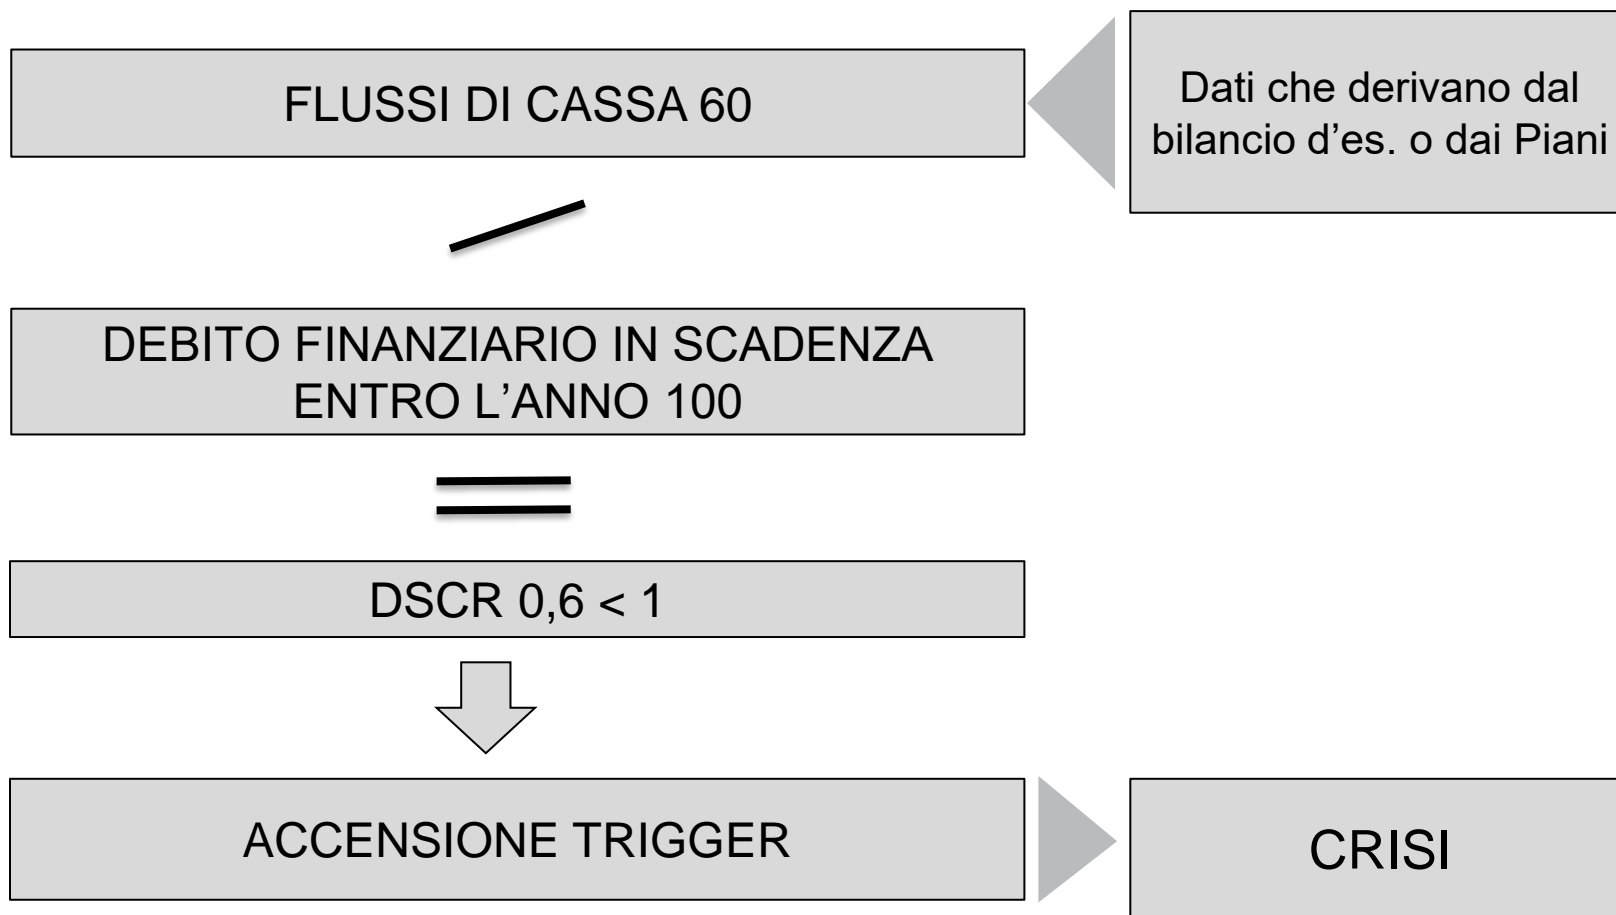 FLUSSI DI CASSA 60
Dati che derivano dal
bilancio d'es. o dai Piani
DEBITO FINANZIARIO IN SCADENZA
ENTRO L'ANNO 100
DSCR 0,6 < 1
ACCENSIONE TRIGGER
CRISI